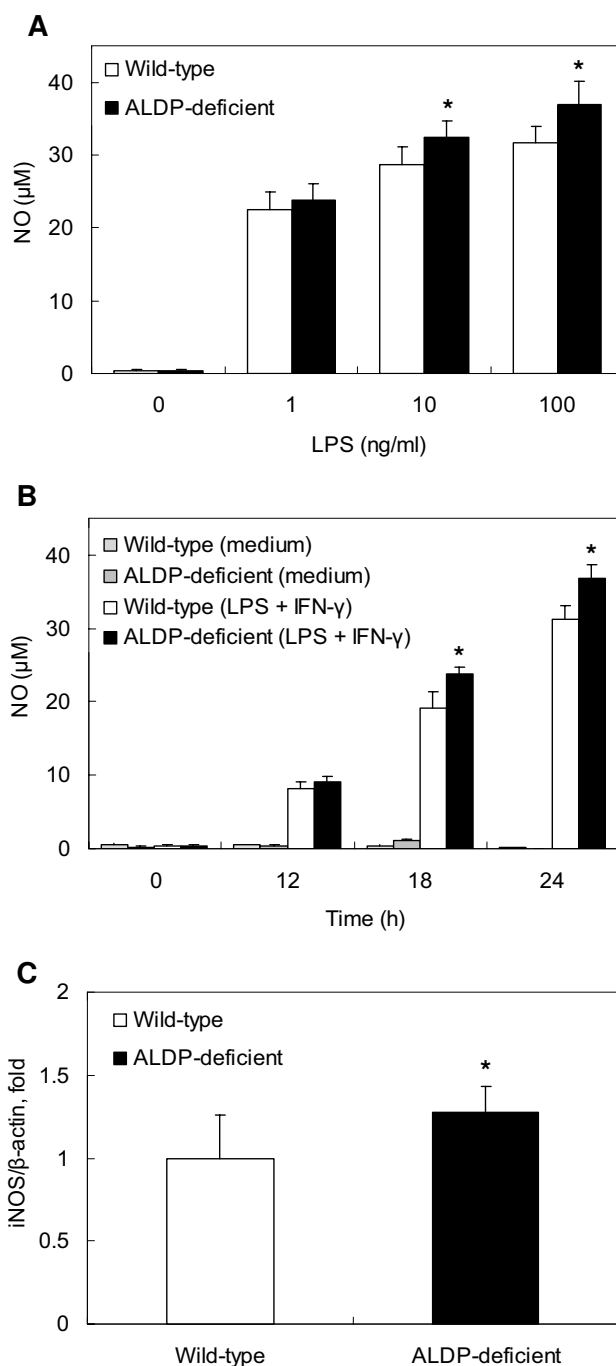 A
Wild-type
ALDP-deficient
*
*
NO (µM)
40
30
20
10
0
0 1 10 100
LPS (ng/ml)
B
Wild-type (medium)
ALDP-deficient (medium)
Wild-type (LPS + IFN-γ)
ALDP-deficient (LPS + IFN-γ)
*
*
NO (µM)
40
30
20
10
0
0 12 18 24
Time (h)
C
Wild-type
ALDP-deficient
*
iNOS/β-actin, fold
2
1.5
1
0.5
0
Wild-type ALDP-deficient